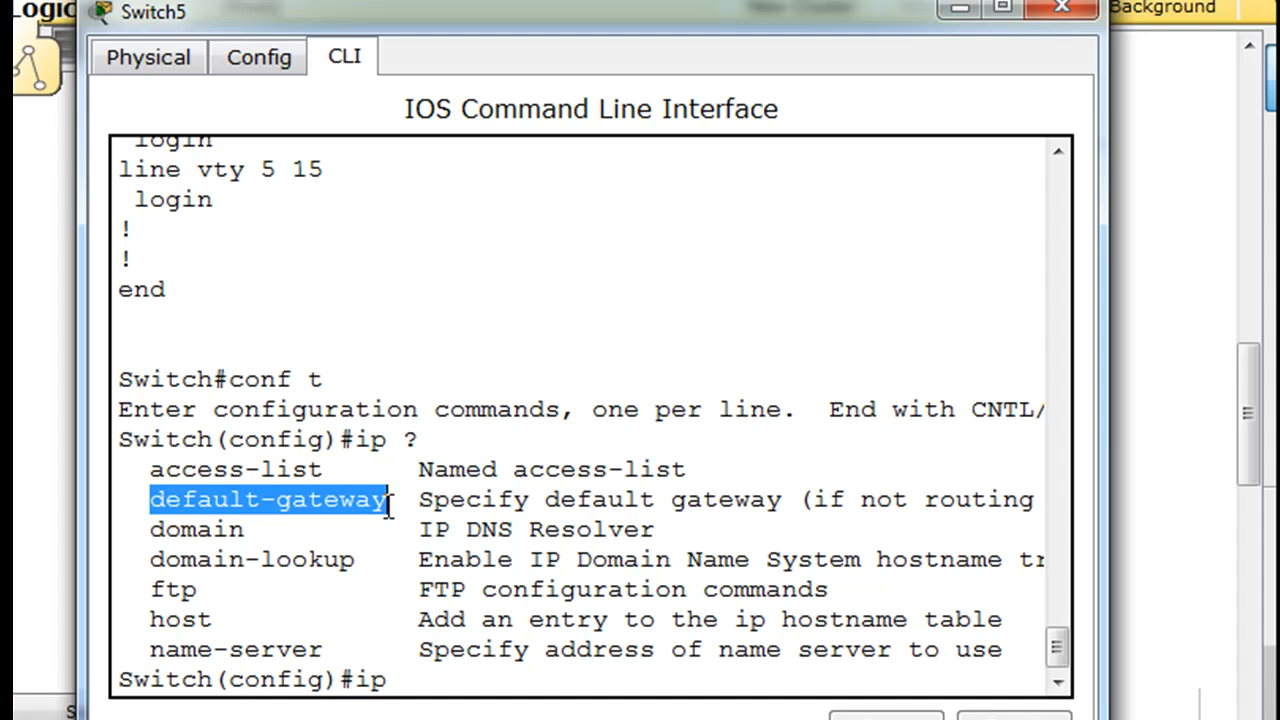 Logic
Switch5
Background
Physical
Config
CLI
IOS Command Line Interface
login
line vty 5 15
login
!
!
end
Switch#conf t
Enter configuration commands, one per line. End with CNTL/
Switch(config)#ip ?
access-list Named access-list
default-gateway Specify default gateway (if not routing
domain IP DNS Resolver
domain-lookup Enable IP Domain Name System hostname tr
ftp FTP configuration commands
host Add an entry to the ip hostname table
name-server Specify address of name server to use
Switch(config)#ip